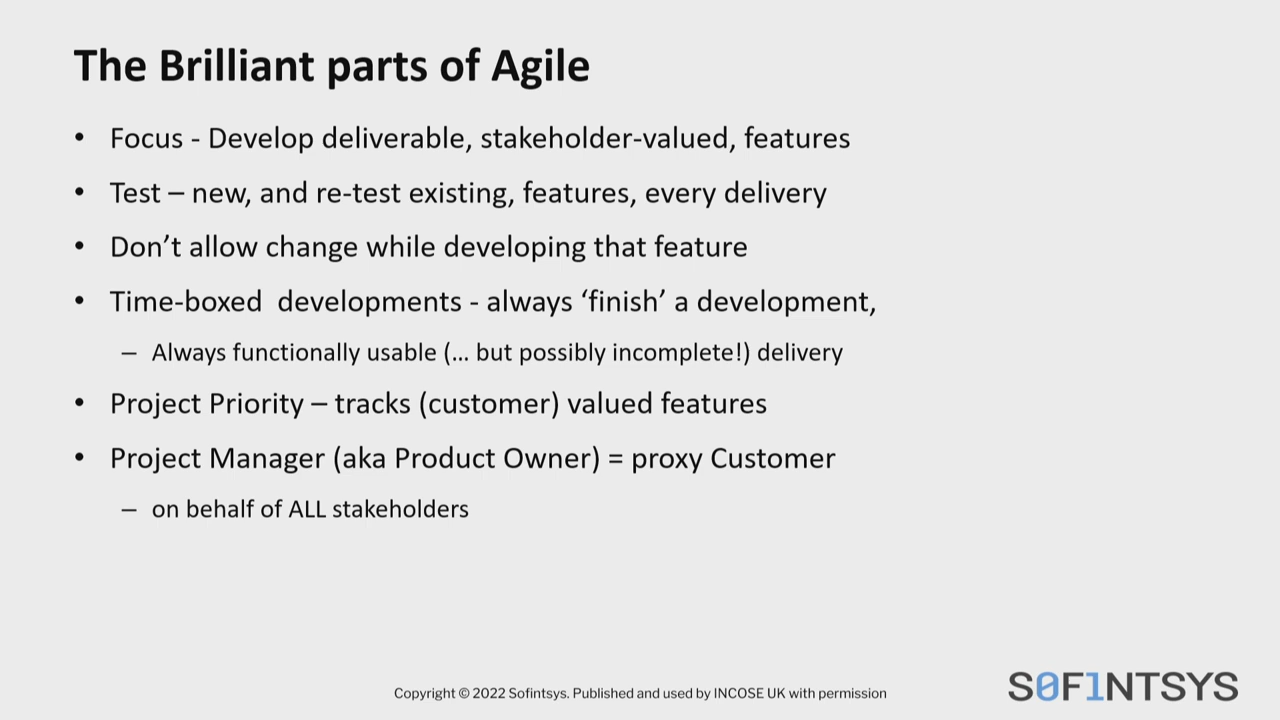 The Brilliant parts of Agile
• Focus - Develop deliverable, stakeholder-valued, features
• Test – new, and re-test existing, features, every delivery
• Don’t allow change while developing that feature
• Time-boxed  developments - always ‘finish’ a development,
– Always functionally usable (... but possibly incomplete!) delivery
• Project Priority – tracks (customer) valued features
• Project Manager (aka Product Owner) = proxy Customer
– on behalf of ALL stakeholders
Copyright © 2022 Sofintsys. Published and used by INCOSE UK with permission
S0F1NTSYS